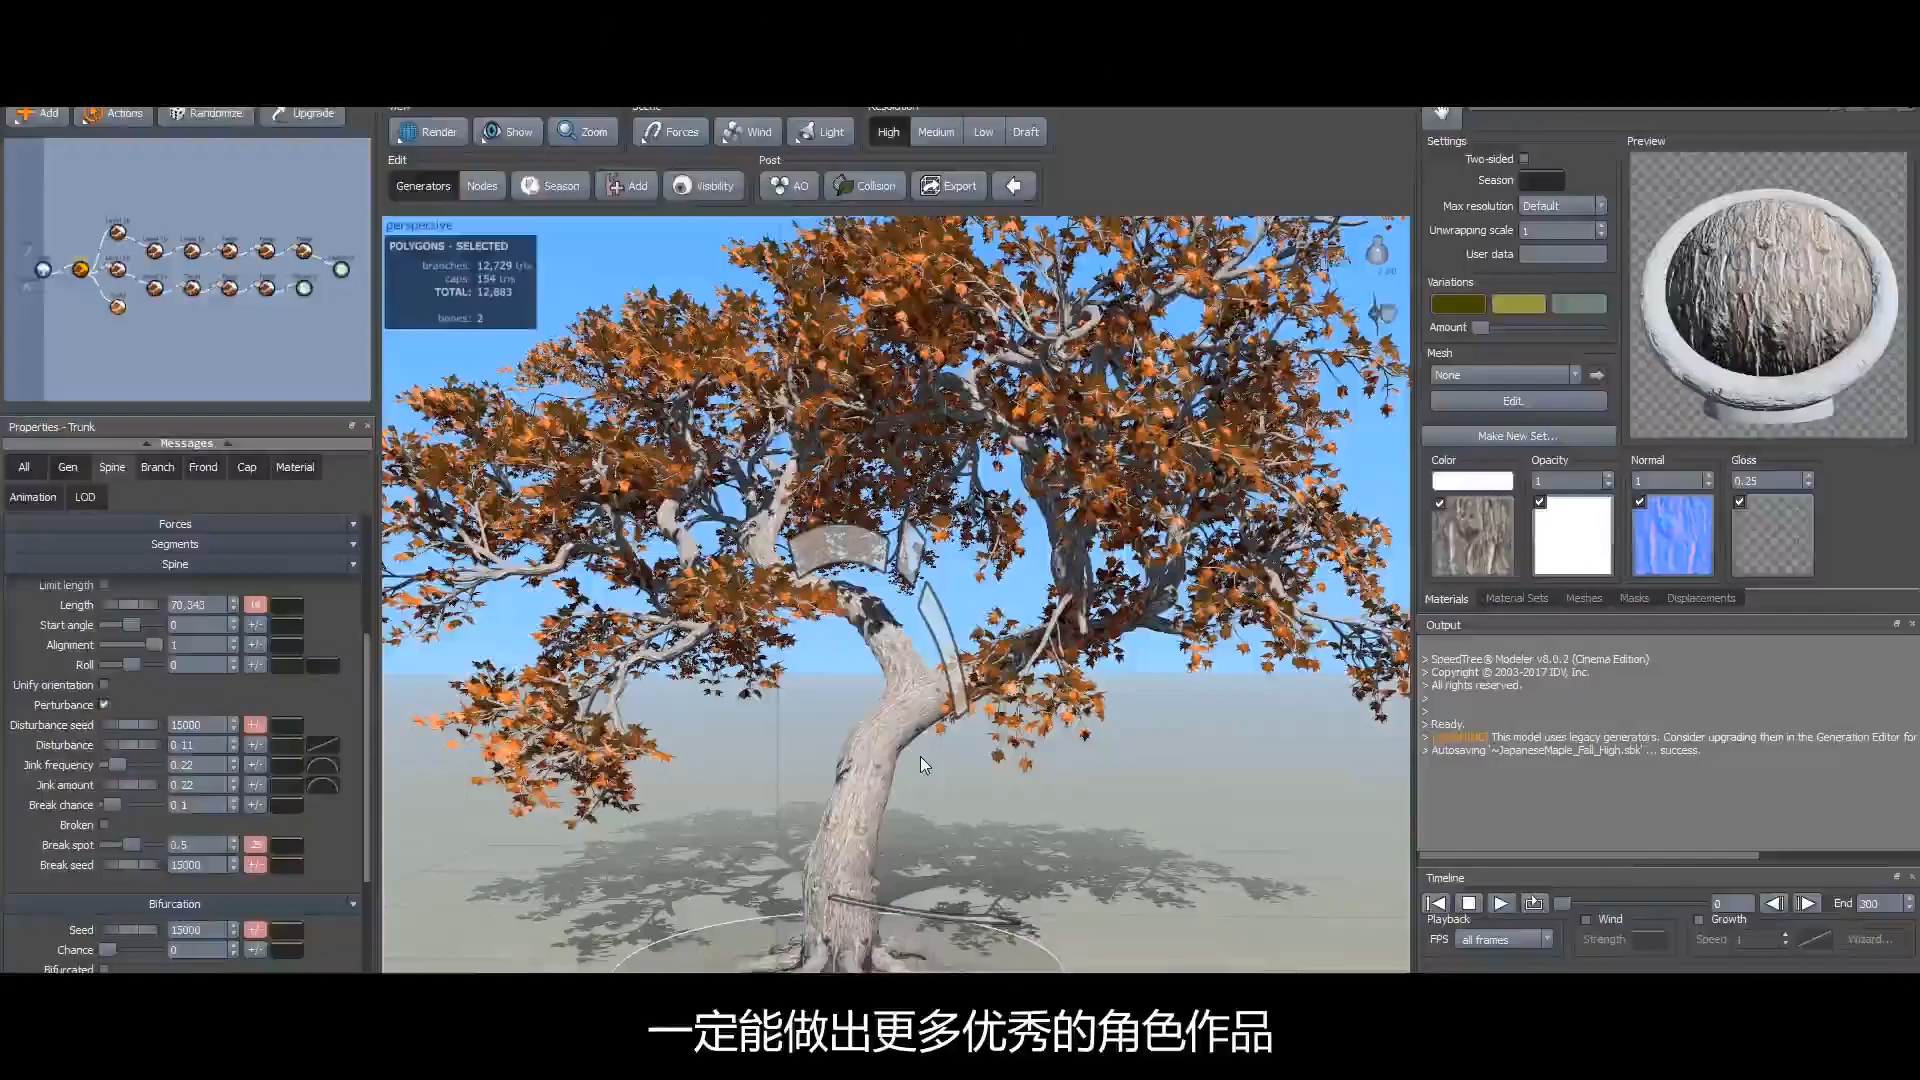 Add Actions Randomize Upgrade
Render Show Zoom Forces Wind Light High Medium Low Draft
Edit Post
Generators Nodes Season Add Visibility AO Collision Export
perspective
POLYGONS - SELECTED
branches: 12,729 tris
caps: 154 tris
TOTAL: 12,883
bones: 2
Properties - Trunk
Messages
All Gen Spine Branch Frond Cap Material
Animation LOD
Forces
Segments
Spine
Limit length
Length 70.343
Start angle 0 +/-
Alignment 1 +/-
Roll 0 +/-
Unify orientation
Perturbance
Disturbance seed 15000 +/-
Disturbance 0.11 +/-
Jink frequency 0.22 +/-
Jink amount 0.22 +/-
Break chance 0.1 +/-
Broken
Break spot 0.5 .25
Break seed 15000 +/-
Bifurcation
Seed 15000 +/-
Chance 0 +/-
Bifurcated
Settings
Two-sided
Season
Max resolution Default
Unwrapping scale 1
User data
Variations
Amount
Mesh
None
Edit.
Make New Set...
Preview
Color Opacity Normal Gloss
1 1 0.25
Materials Material Sets Meshes Masks Displacements
Output
> SpeedTree® Modeler v8.0.2 (Cinema Edition)
> Copyright © 2003-2017 IDV, Inc.
> All rights reserved.
>
>
> Ready.
> This model uses legacy generators. Consider upgrading them in the Generation Editor for
> Autosaving '~JapaneseMaple_Fall_High.sbk' ... success.
Timeline
0 End 300
Playback Wind Growth
FPS all frames Strength Speed 1 Wizard...
一定能做出更多优秀的角色作品